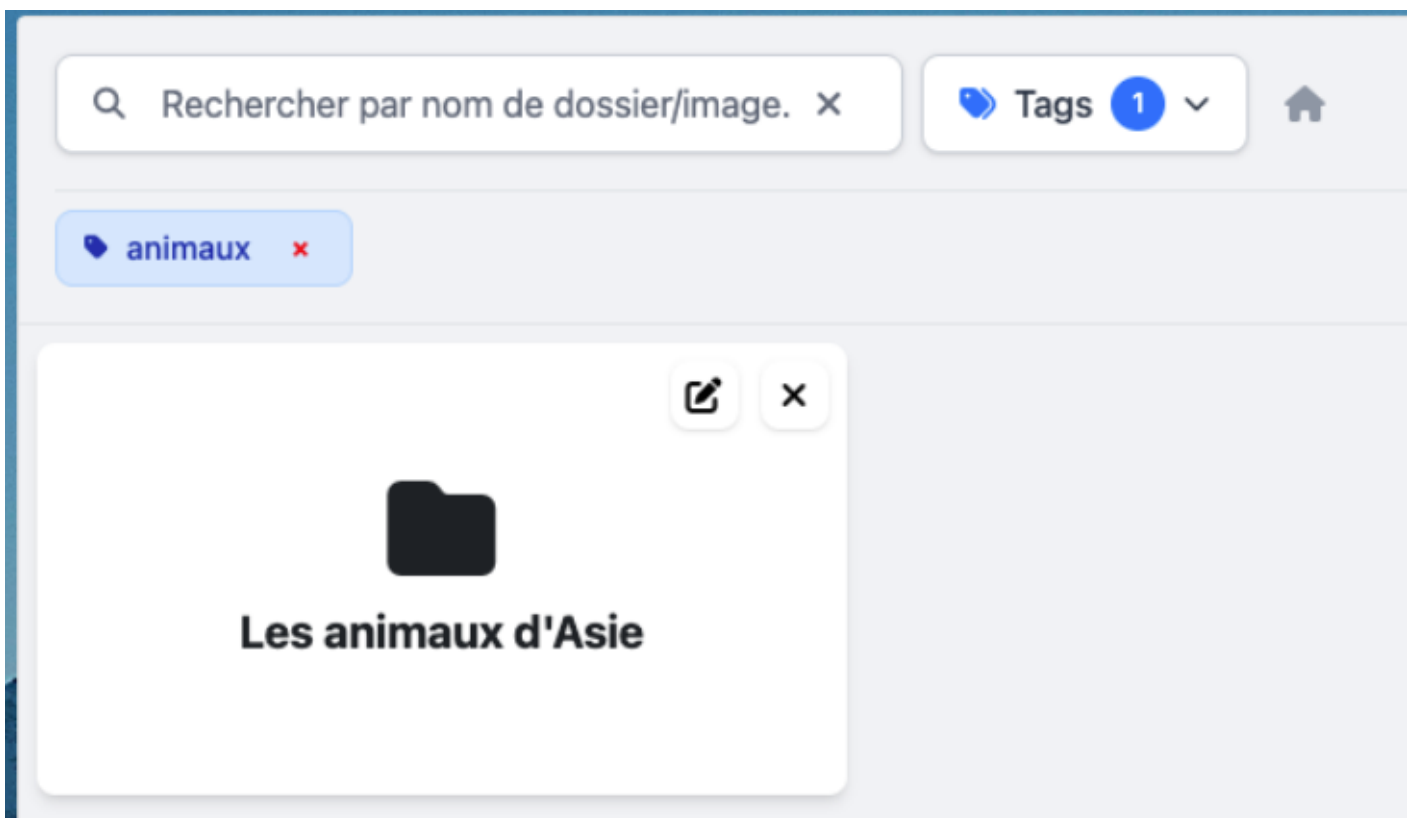 Rechercher par nom de dossier/image.
Tags 1
animaux
Les animaux d'Asie